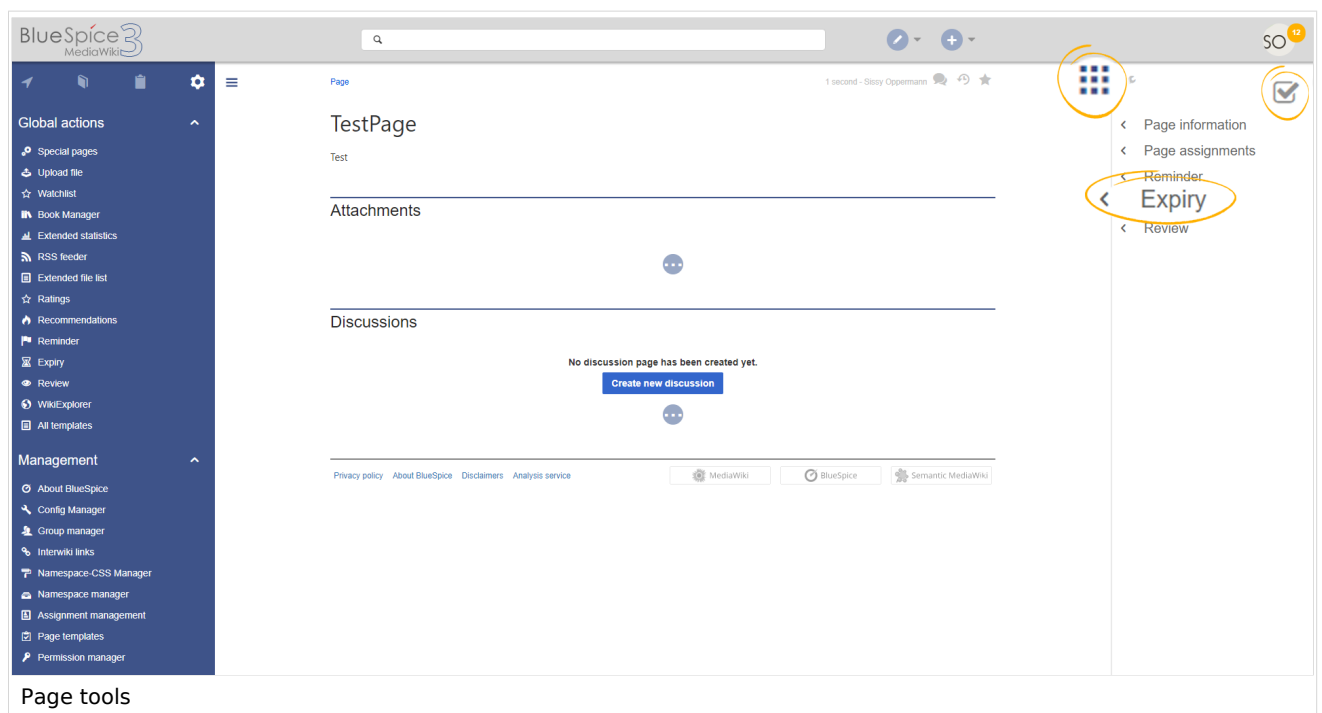 BlueSpice 3
MediaWiki
SO
12
Page
1 second - Sissy Oppermann
Global actions
Special pages
Upload file
Watchlist
Book Manager
Extended statistics
RSS feeder
Extended file list
Ratings
Recommendations
Reminder
Expiry
Review
WikiExplorer
All templates
Management
About BlueSpice
Config Manager
Group manager
Interwiki links
Namespace-CSS Manager
Namespace manager
Assignment management
Page templates
Permission manager
TestPage
Test
Attachments
Discussions
No discussion page has been created yet.
Create new discussion
Privacy policy About BlueSpice Disclaimers Analysis service
MediaWiki
BlueSpice
Semantic MediaWiki
Page information
Page assignments
Reminder
Expiry
Review
Page tools